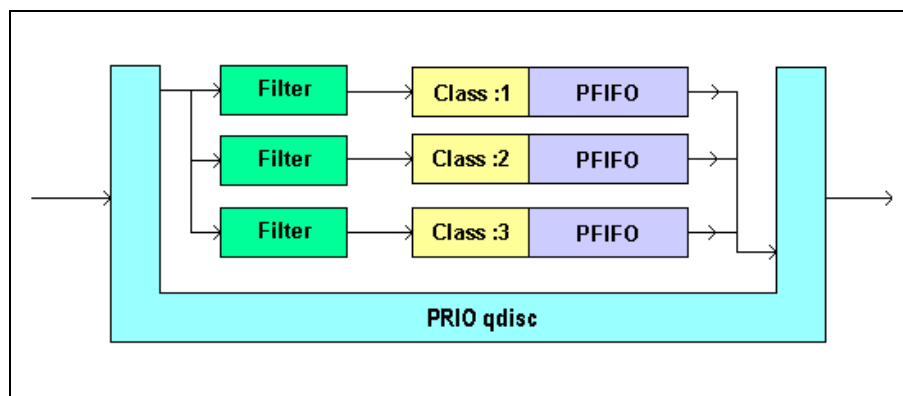 Filter Class :1 PFIFO
Filter Class :2 PFIFO
Filter Class :3 PFIFO
PRIO qdisc